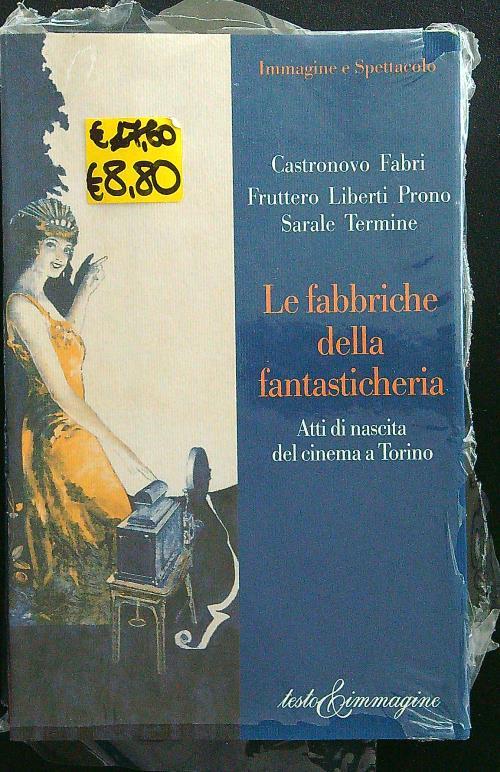 Immagine e Spettacolo
€ 17,60
€8,80
Castronovo Fabri
Fruttero Liberti Prono
Sarale Termine
Le fabbriche
della
fantasticheria
Atti di nascita
del cinema a Torino
testo&immagine